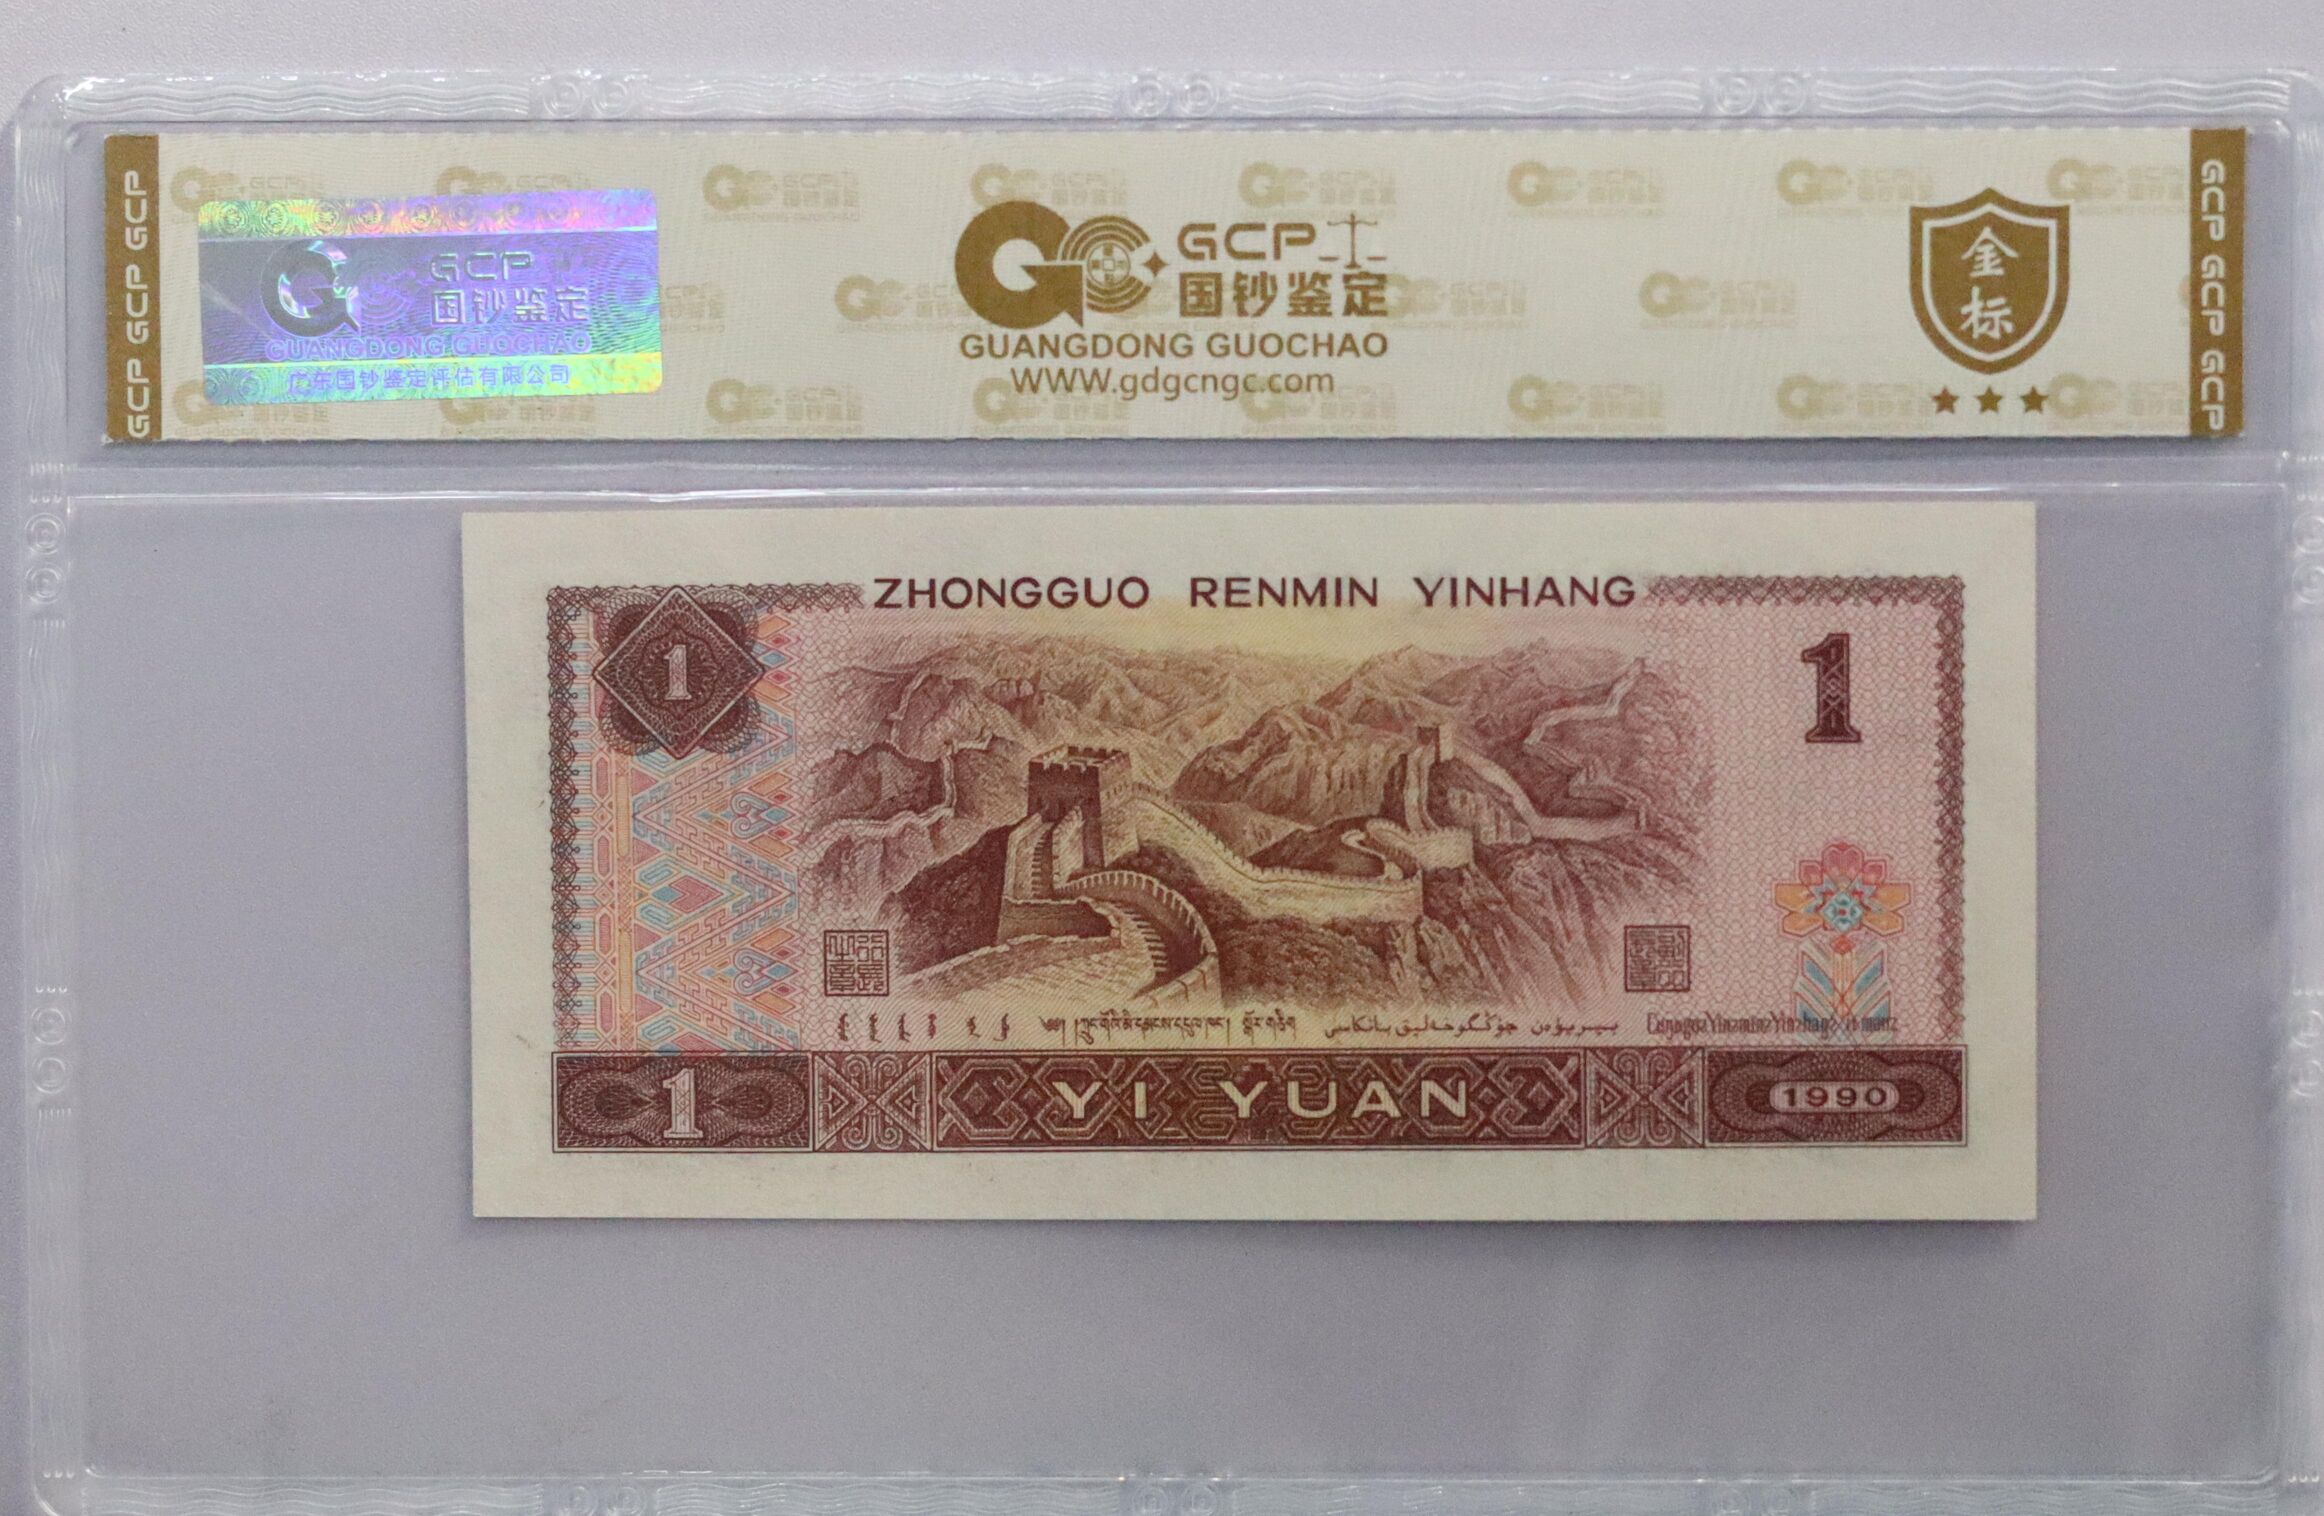 GCP GCP GCP
GCP
国钞鉴定
GUANGDONG GUOCHAO
广东国钞鉴定评估有限公司
GCP
国钞鉴定
GUANGDONG GUOCHAO
www.gdgcngc.com
金
标
GCP GCP GCP
ZHONGGUO RENMIN YINHANG
1
1
1
YI YUAN
1990